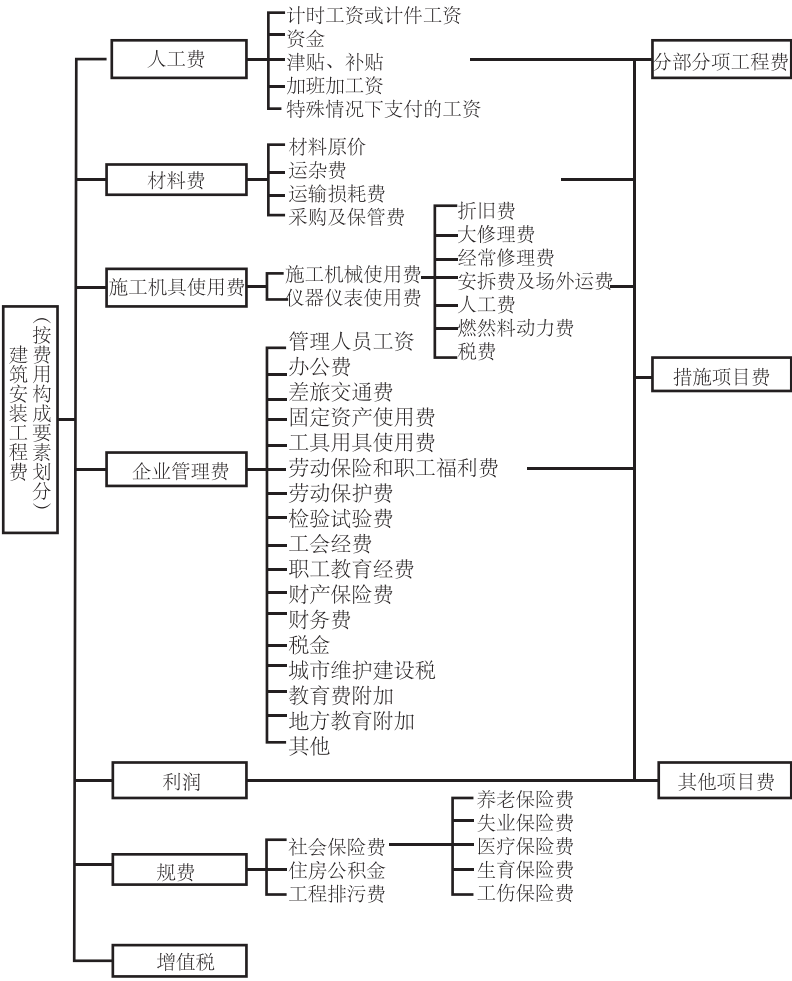 建筑安装工程费
（按费用构成要素划分）
人工费
计时工资或计件工资
资金
津贴、补贴
加班加工资
特殊情况下支付的工资
分部分项工程费
材料费
材料原价
运杂费
运输损耗费
采购及保管费
施工机具使用费
施工机械使用费
仪器仪表使用费
折旧费
大修理费
经常修理费
安拆费及场外运费
人工费
燃然料动力费
税费
措施项目费
企业管理费
管理人员工资
办公费
差旅交通费
固定资产使用费
工具用具使用费
劳动保险和职工福利费
劳动保护费
检验试验费
工会经费
职工教育经费
财产保险费
财务费
税金
城市维护建设税
教育费附加
地方教育附加
其他
利润
其他项目费
规费
社会保险费
住房公积金
工程排污费
养老保险费
失业保险费
医疗保险费
生育保险费
工伤保险费
增值税